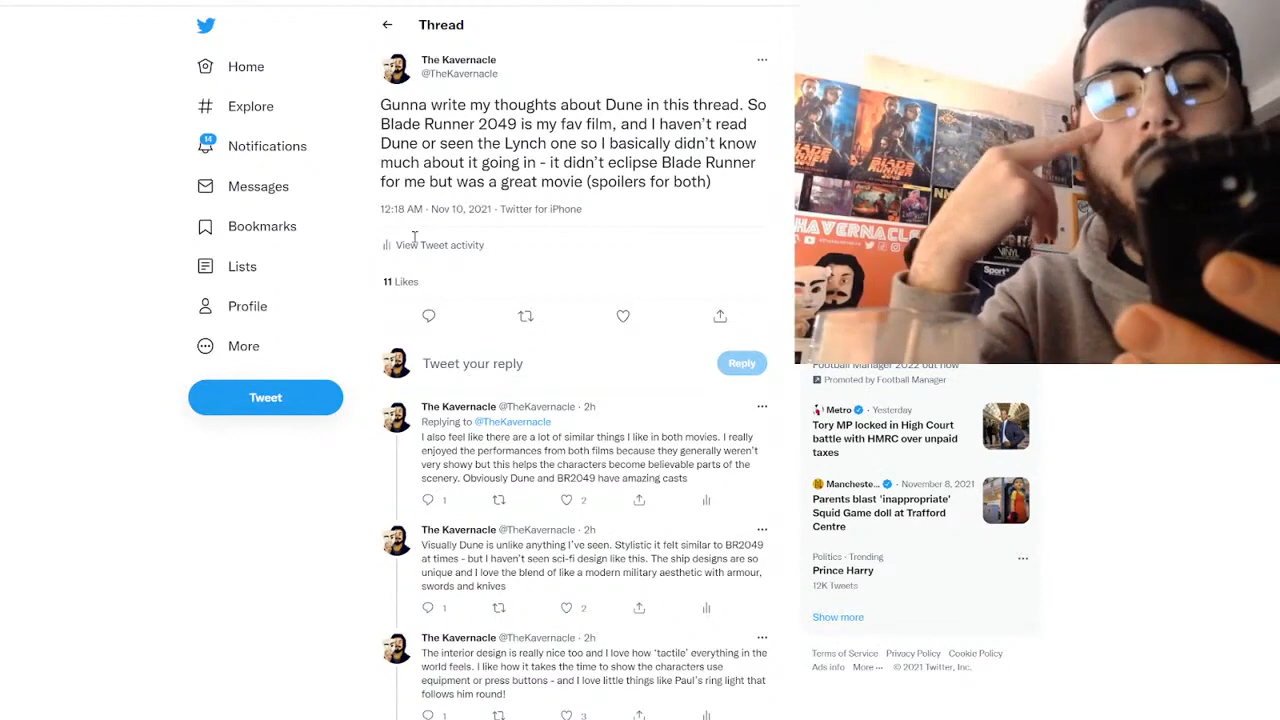 Thread
Home
Explore
14
Notifications
Messages
Bookmarks
Lists
Profile
More
Tweet
The Kavernacle
@TheKavernacle
Gunna write my thoughts about Dune in this thread. So
Blade Runner 2049 is my fav film, and I haven't read
Dune or seen the Lynch one so I basically didn't know
much about it going in - it didn't eclipse Blade Runner
for me but was a great movie (spoilers for both)
12:18 AM · Nov 10, 2021 · Twitter for iPhone
View Tweet activity
11 Likes
Tweet your reply
Reply
The Kavernacle @TheKavernacle · 2h
Replying to @TheKavernacle
I also feel like there are a lot of similar things I like in both movies. I really
enjoyed the performances from both films because they generally weren't
very showy but this helps the characters become believable parts of the
scenery. Obviously Dune and BR2049 have amazing casts
1 2
The Kavernacle @TheKavernacle · 2h
Visually Dune is unlike anything I've seen. Stylistic it felt similar to BR2049
at times - but I haven't seen sci-fi design like this. The ship designs are so
unique and I love the blend of like a modern military aesthetic with armour,
swords and knives
1 2
The Kavernacle @TheKavernacle · 2h
The interior design is really nice too and I love how 'tactile' everything in the
world feels. I like how it takes the time to show the characters use
equipment or press buttons - and I love little things like Paul's ring light that
follows him round!
1 3
BLADE
RUNNER
HAVERNACLE
VINYL
Sport
Football Manager 2022 out now
Promoted by Football Manager
Metro · Yesterday
Tory MP locked in High Court
battle with HMRC over unpaid
taxes
Mancheste... · November 8, 2021
Parents blast 'inappropriate'
Squid Game doll at Trafford
Centre
Politics · Trending
Prince Harry
12K Tweets
Show more
Terms of Service Privacy Policy Cookie Policy
Ads info More ··· © 2021 Twitter, Inc.